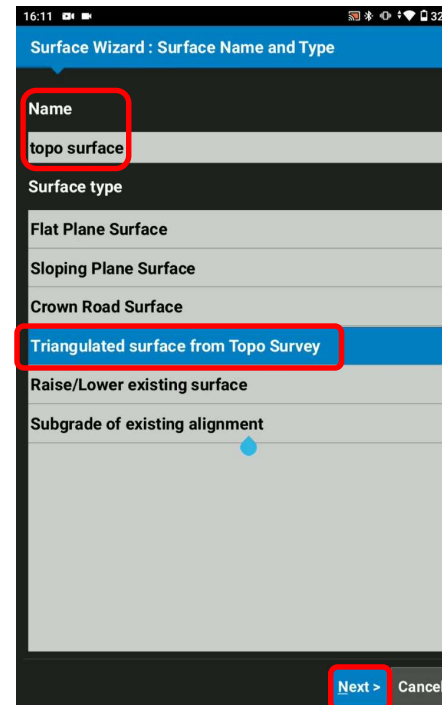 16:11 32
Surface Wizard : Surface Name and Type
Name
topo surface
Surface type
Flat Plane Surface
Sloping Plane Surface
Crown Road Surface
Triangulated surface from Topo Survey
Raise/Lower existing surface
Subgrade of existing alignment
Next > Cancel